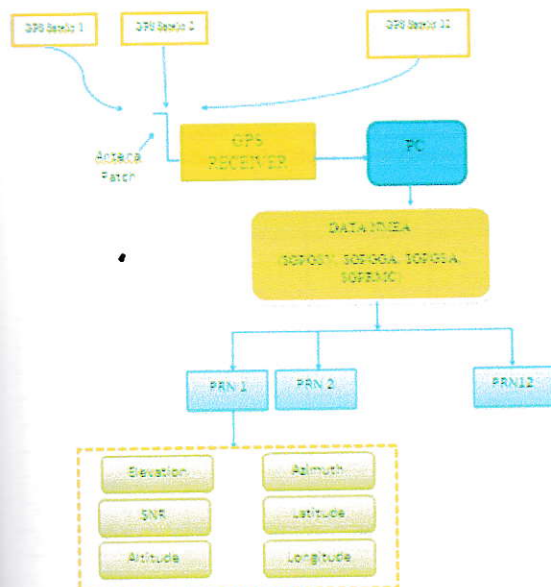 GPS Satelit 1
GPS Satelit 2
GPS Satelit 12
Antena
Patch
GPS
RECEIVER
PC
DATA NMEA
($GPGSV, $GPGGA, $GPGSA,
$GPRMC)
PRN 1
PRN 2
PRN12
Elevation
Azimuth
SNR
Latitude
Altitude
Longitude